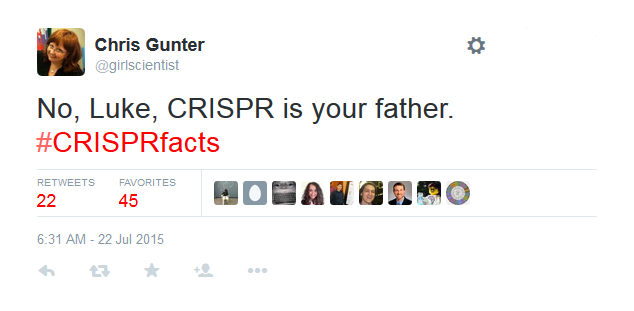 Chris Gunter
@girlscientist
No, Luke, CRISPR is your father.
#CRISPRfacts
RETWEETS FAVORITES
22 45
6:31 AM - 22 Jul 2015